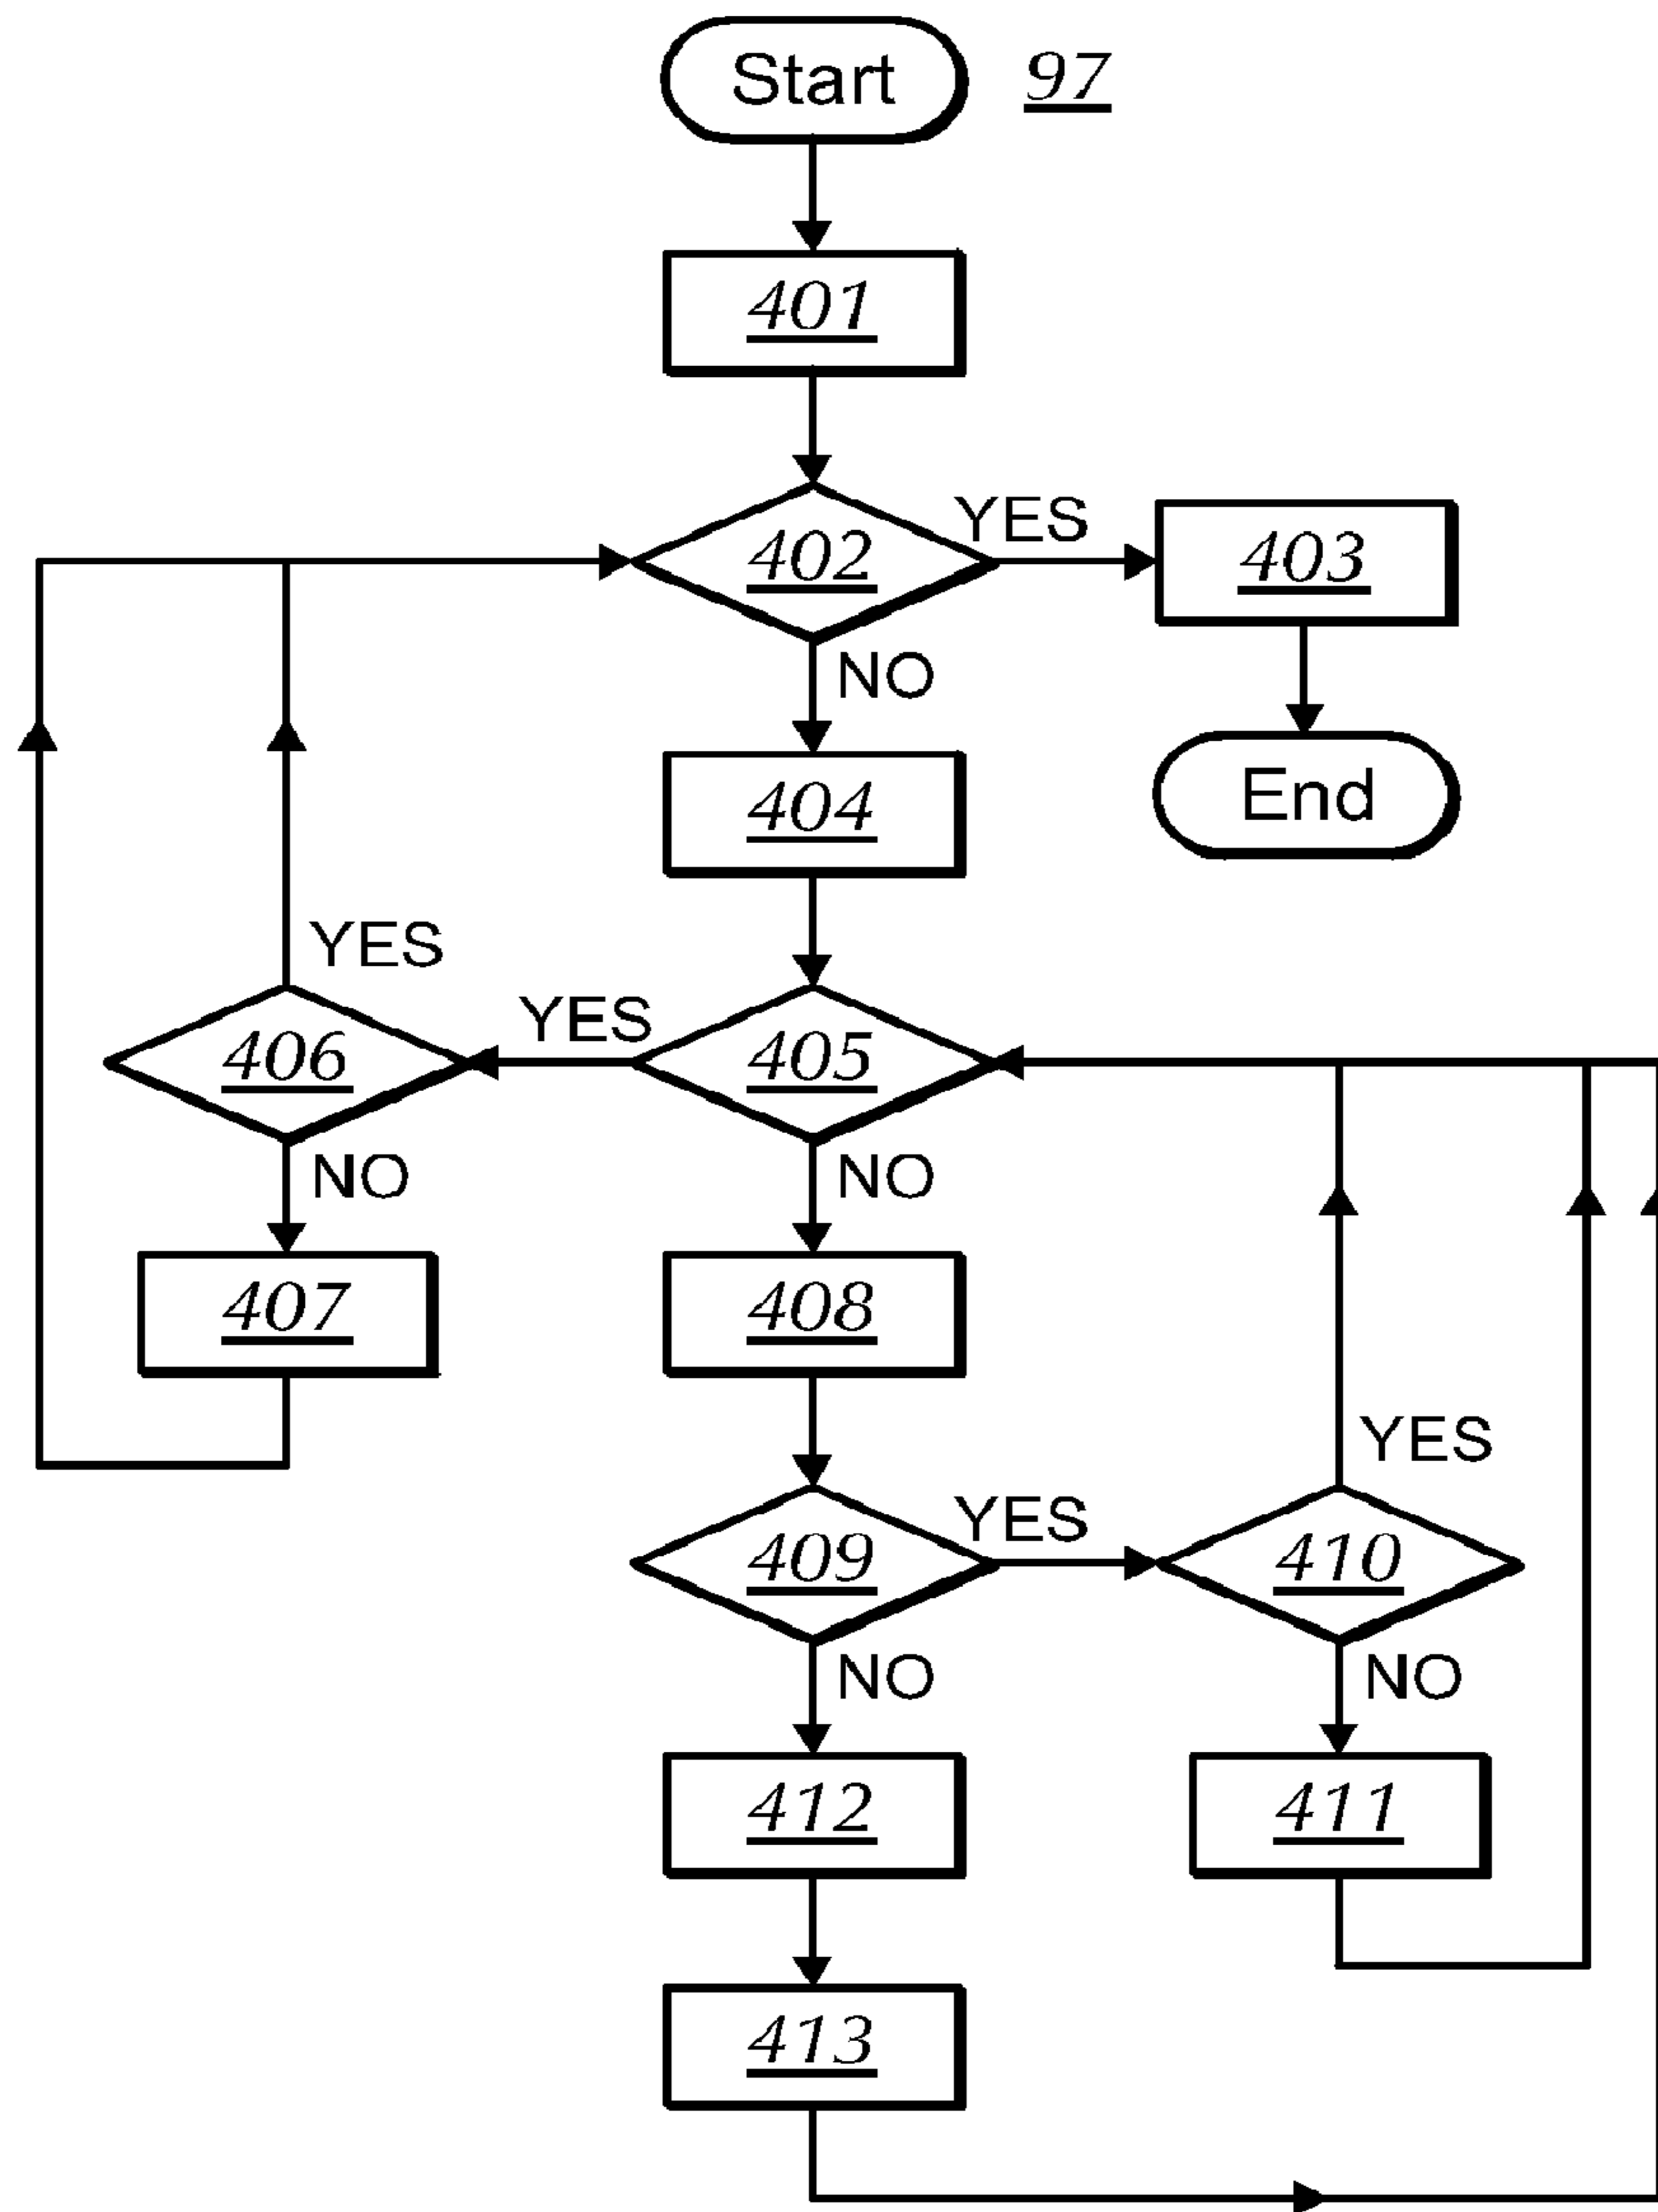 Start
97
401
402
YES
403
NO
404
End
YES
406
YES
405
NO
NO
407
408
YES
409
YES
410
NO
NO
412
411
413